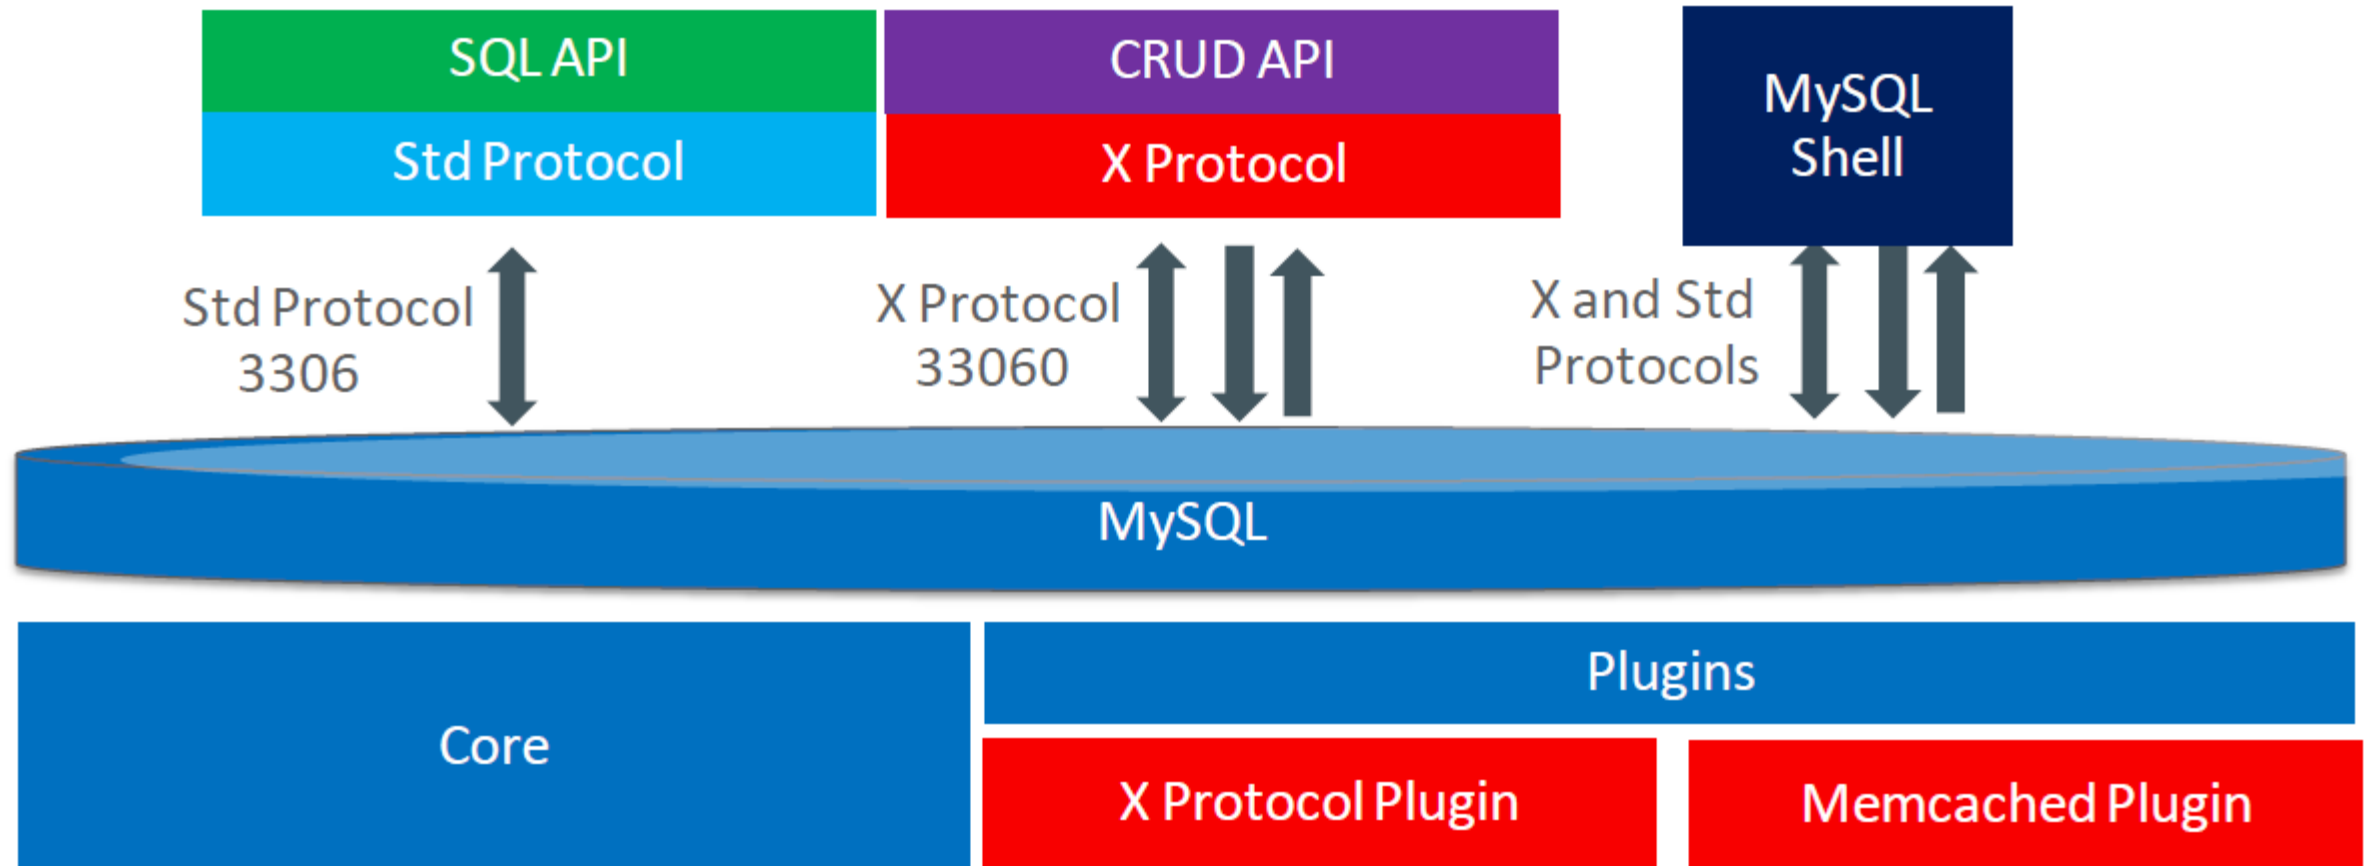 SQL API
CRUD API
MySQL
Shell
Std Protocol
X Protocol
Std Protocol
3306
X Protocol
33060
X and Std
Protocols
MySQL
Plugins
Core
X Protocol Plugin
Memcached Plugin